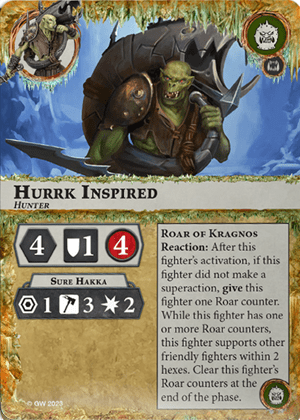 Hurrk Inspired
Hunter
4 1 4
Sure Hakka
1 3 2
Roar of Kragnos
Reaction: After this
fighter's activation, if this
fighter did not make a
superaction, give this
fighter one Roar counter.
While this fighter has one
or more Roar counters,
this fighter supports other
friendly fighters within 2
hexes. Clear this fighter's
Roar counters at the
end of the phase.